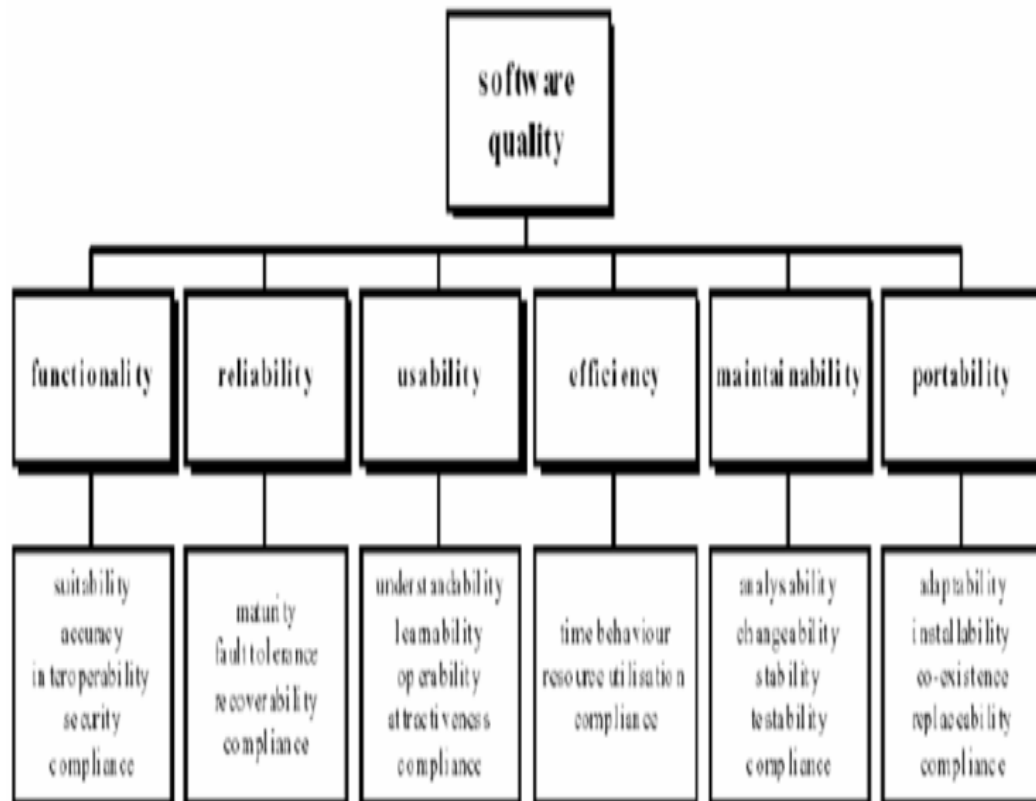 software
quality
functionality
reliability
usability
efficiency
maintainability
portability
suitability
accuracy
interoperability
security
compliance
maturity
fault tolerance
recoverability
compliance
understandability
learnability
operability
attractiveness
compliance
time behaviour
resource utilisation
compliance
analysability
changeability
stability
testability
compliance
adaptability
installability
co-existence
replaceability
compliance